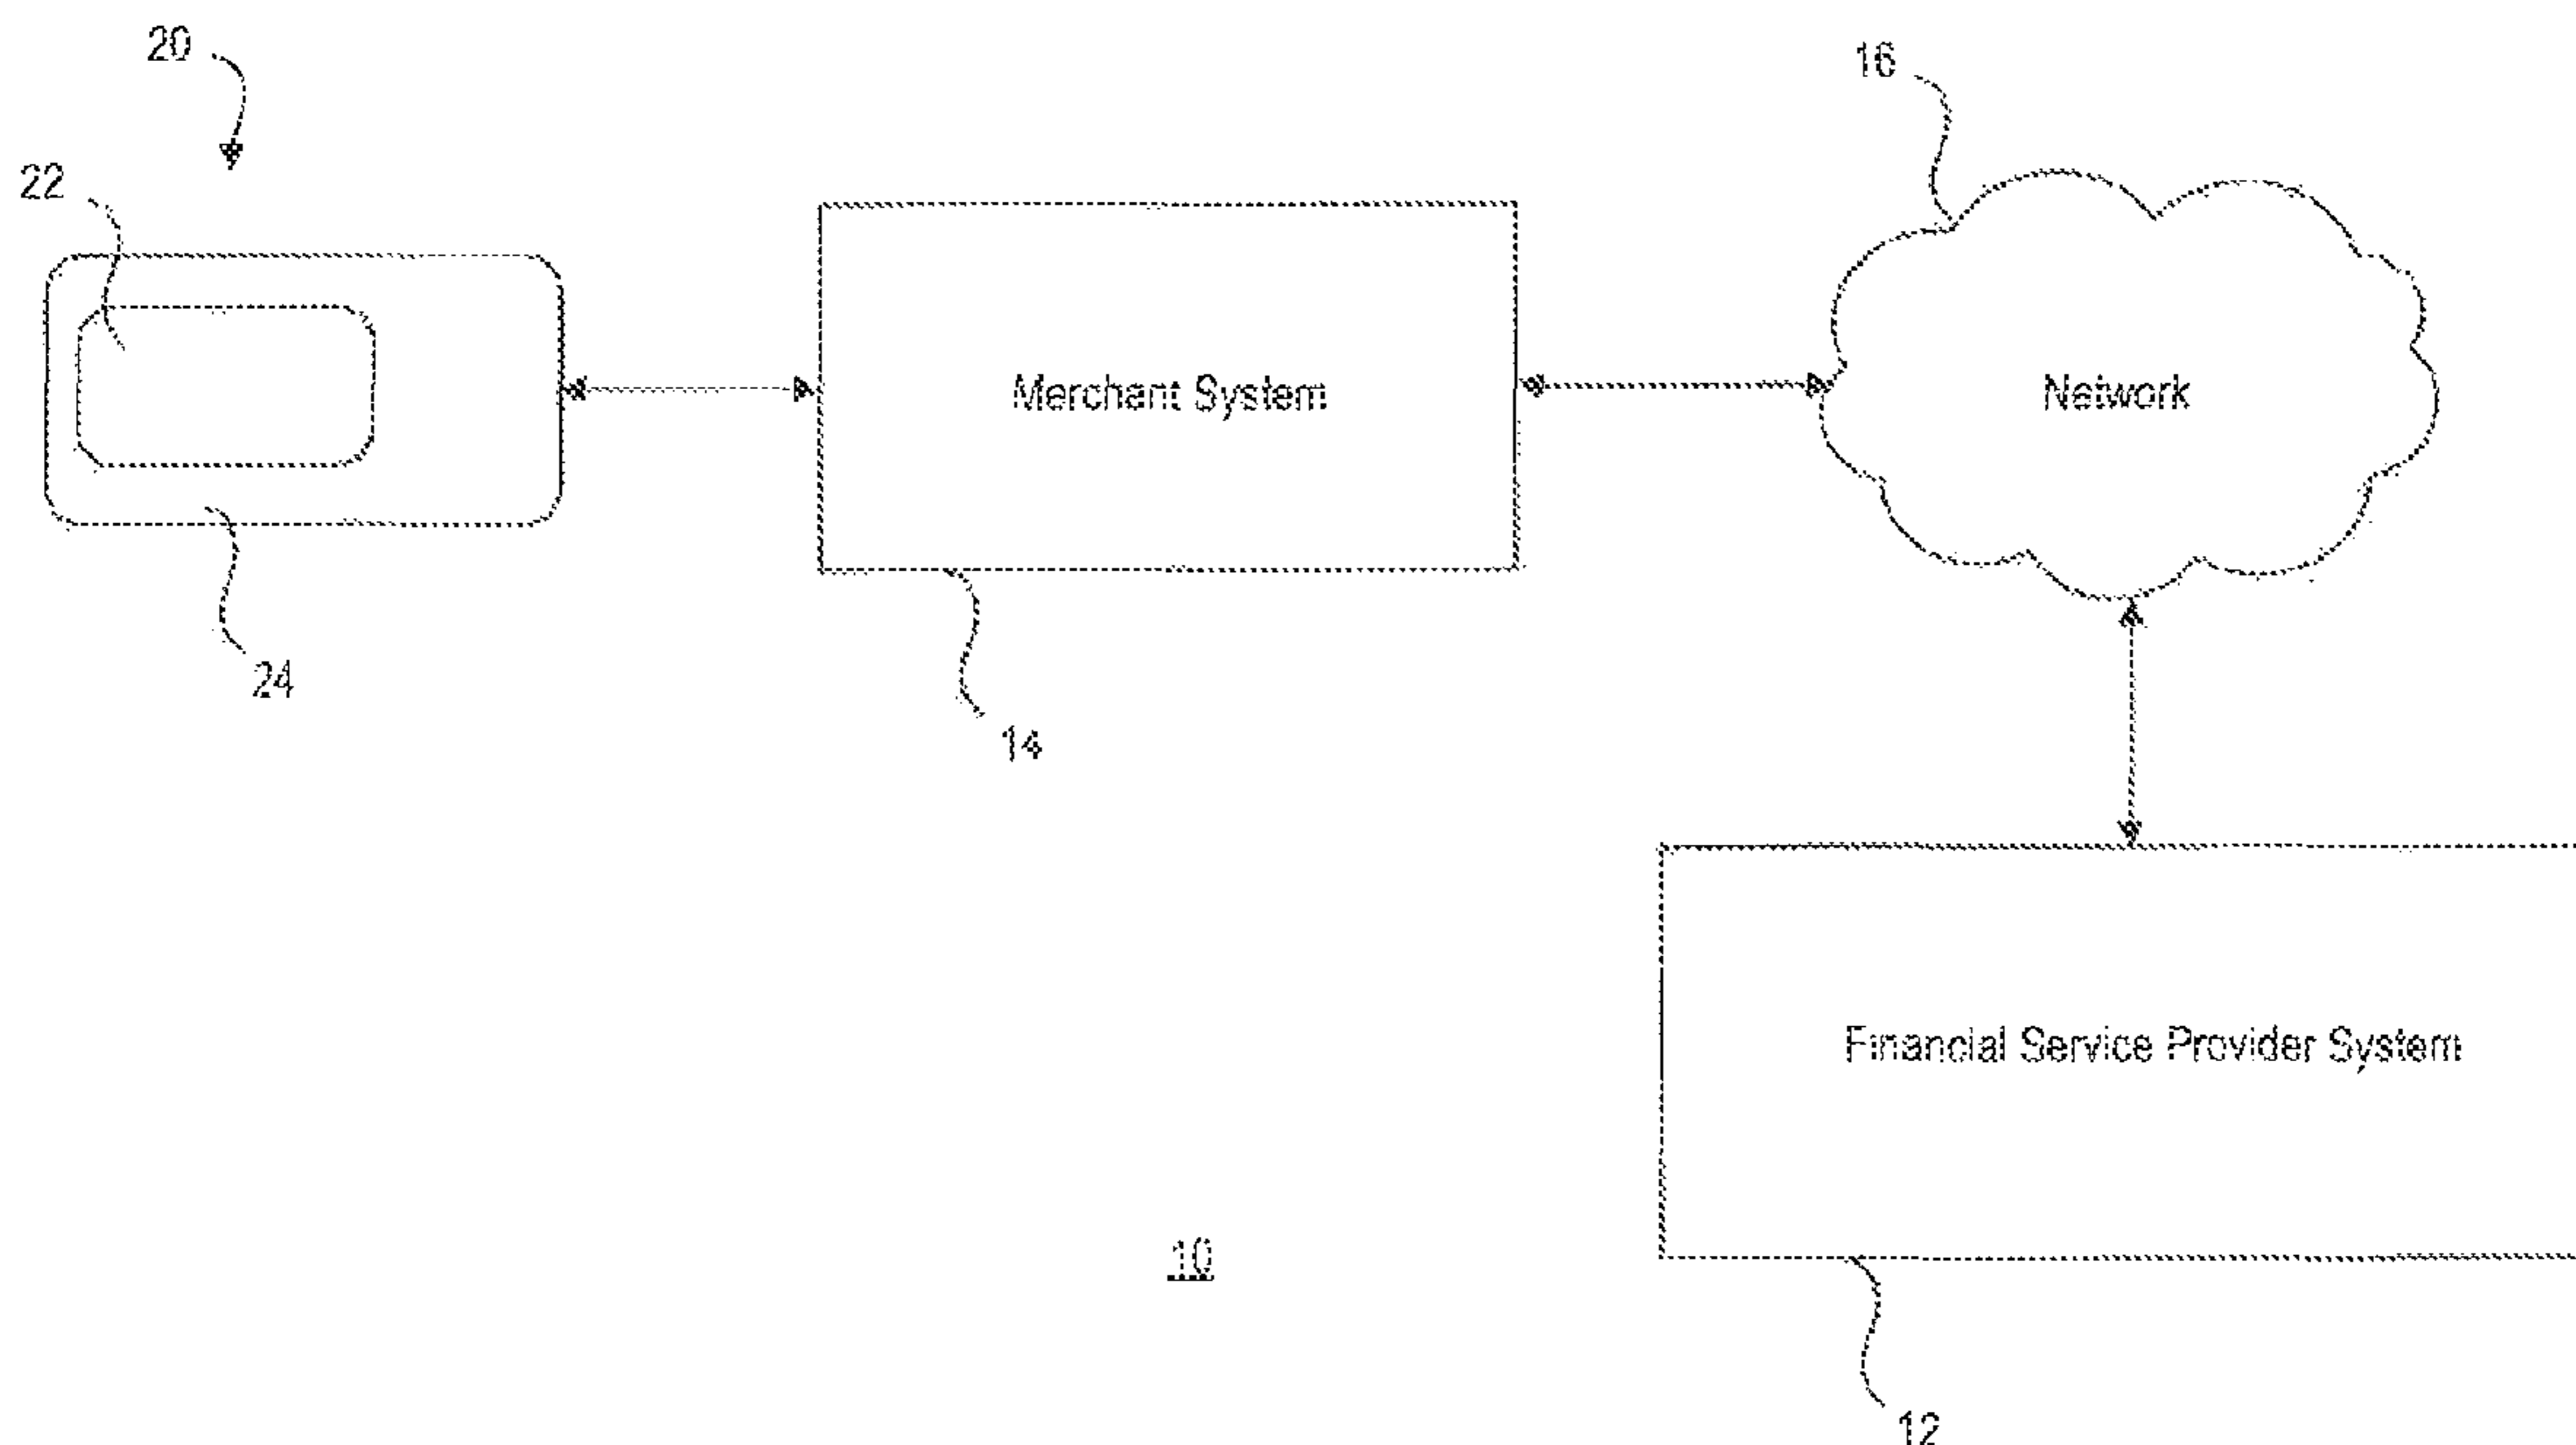 20
16
22
Merchant System
Network
24
14
Financial Service Provider System
10
12